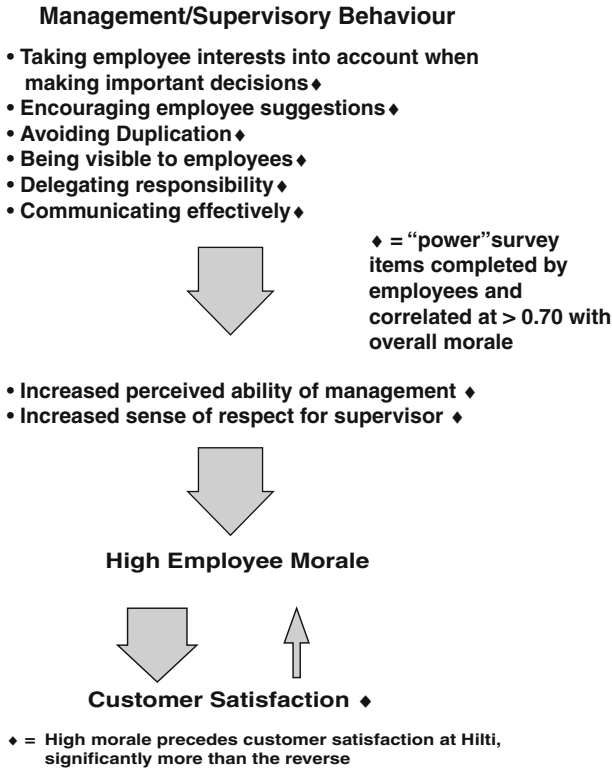 Management/Supervisory Behaviour
• Taking employee interests into account when
making important decisions♦
• Encouraging employee suggestions♦
• Avoiding Duplication♦
• Being visible to employees♦
• Delegating responsibility♦
• Communicating effectively♦
♦ = “power”survey
items completed by
employees and
correlated at > 0.70 with
overall morale
• Increased perceived ability of management ♦
• Increased sense of respect for supervisor ♦
High Employee Morale
Customer Satisfaction ♦
♦ = High morale precedes customer satisfaction at Hilti,
significantly more than the reverse